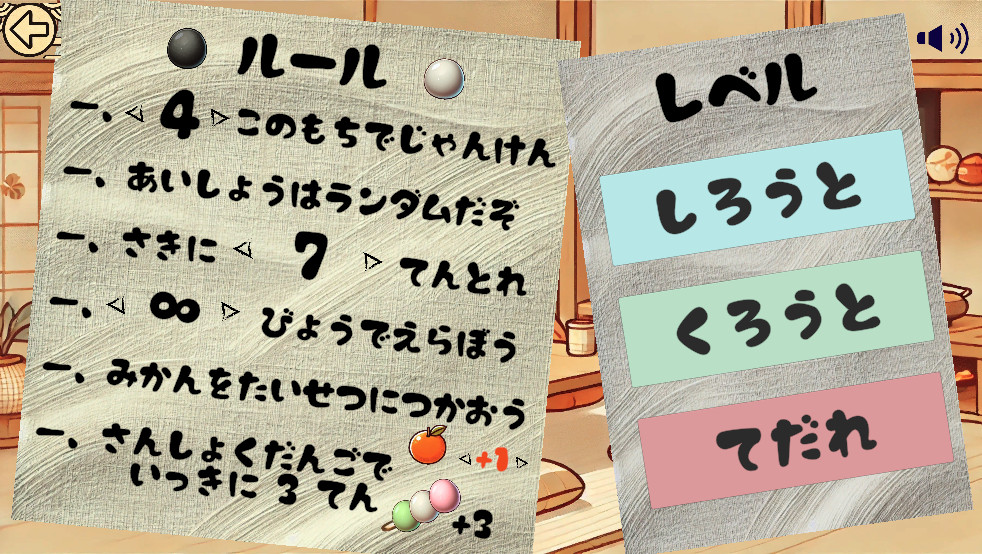 ルール
一、◁ 4 ▷ このもちでじゃんけん
一、あいしょうはランダムだぞ
一、さきに ◁ 7 ▷ てんとれ
一、◁ ∞ ▷ びょうでえらぼう
一、みかんをたいせつにつかおう
◁ +1 ▷
一、さんしょくだんごで
いっきに 3 てん
+3
レベル
しろうと
くろうと
てだれ